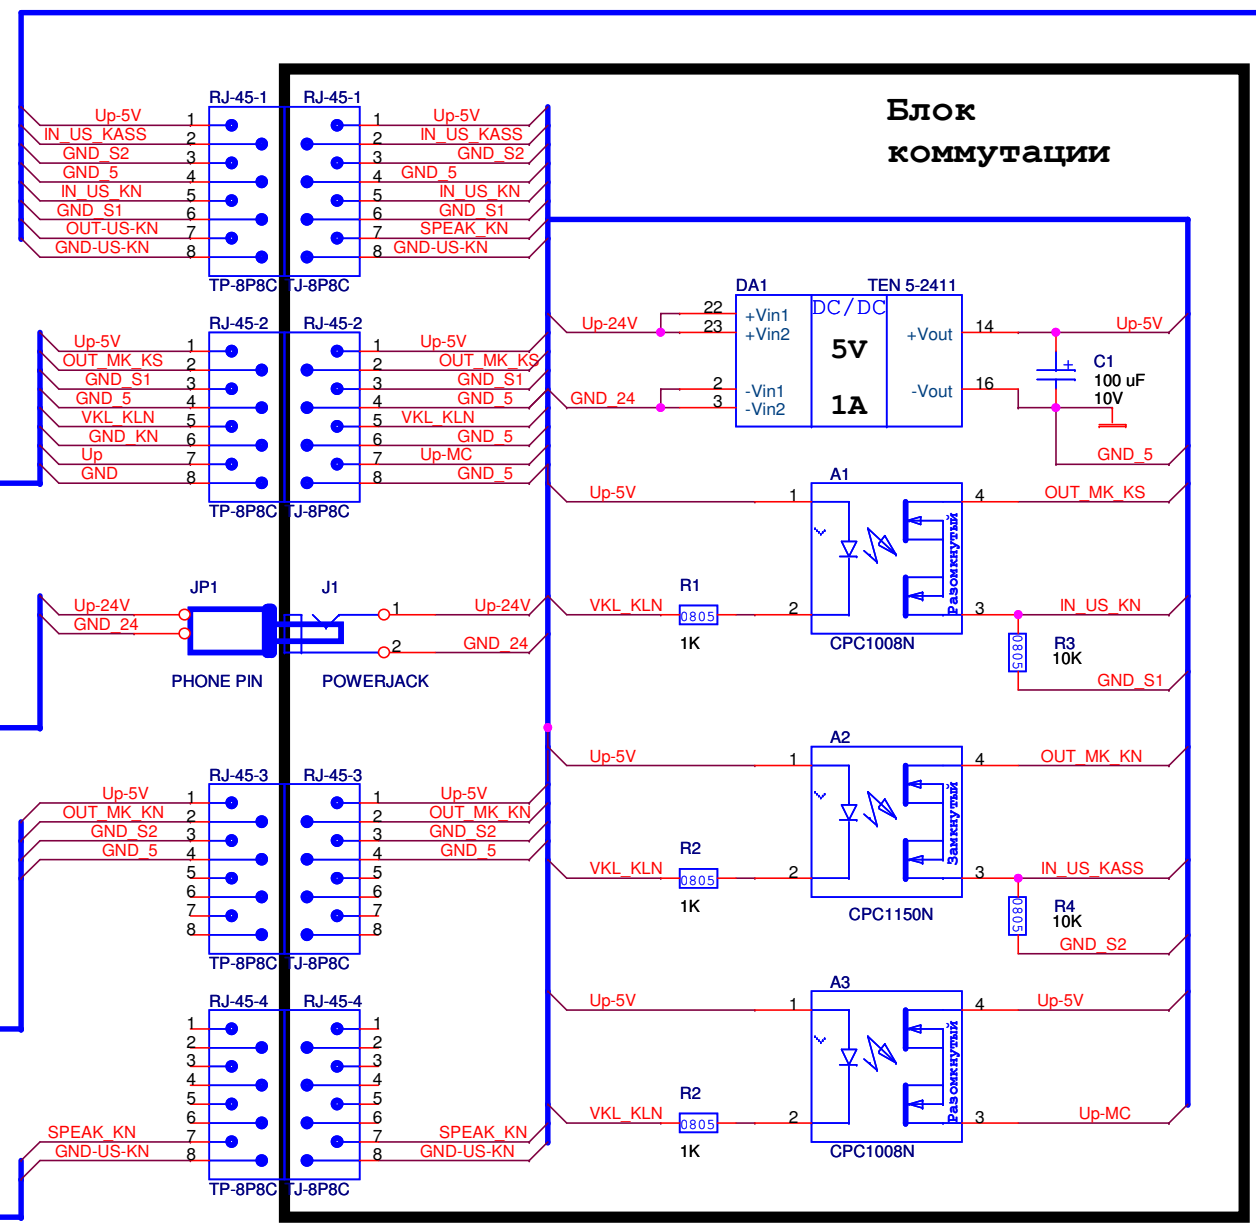 Блок
коммутации
RJ-45-1 RJ-45-1
Up-5V 1 1 Up-5V
IN_US_KASS 2 2 IN_US_KASS
GND_S2 3 3 GND_S2
GND_5 4 4 GND_5
IN_US_KN 5 5 IN_US_KN
GND_S1 6 6 GND_S1
OUT-US-KN 7 7 SPEAK_KN
GND-US-KN 8 8 GND-US-KN
TP-8P8C TJ-8P8C
RJ-45-2 RJ-45-2
Up-5V 1 1 Up-5V
OUT_MK_KS 2 2 OUT_MK_KS
GND_S1 3 3 GND_S1
GND_5 4 4 GND_5
VKL_KLN 5 5 VKL_KLN
GND_KN 6 6 GND_5
Up 7 7 Up-MC
GND 8 8 GND_5
TP-8P8C TJ-8P8C
JP1 J1
Up-24V 1 Up-24V
GND_24 2 GND_24
PHONE PIN POWERJACK
RJ-45-3 RJ-45-3
Up-5V 1 1 Up-5V
OUT_MK_KN 2 2 OUT_MK_KN
GND_S2 3 3 GND_S2
GND_5 4 4 GND_5
5 5
6 6
7 7
8 8
TP-8P8C TJ-8P8C
RJ-45-4 RJ-45-4
1 1
2 2
3 3
4 4
5 5
6 6
SPEAK_KN 7 7 SPEAK_KN
GND-US-KN 8 8 GND-US-KN
TP-8P8C TJ-8P8C
DA1 TEN 5-2411
DC/DC
Up-24V 22 +Vin1
23 +Vin2 +Vout 14 Up-5V
5V
2 -Vin1 -Vout 16
GND_24 3 -Vin2
1A
C1
+
100 uF
10V
GND_5
A1
Up-5V 1 4 OUT_MK_KS
Разомкнутый
R1
VKL_KLN 0805 2 3 IN_US_KN
1K
CPC1008N
R3
0805
10K
GND_S1
A2
Up-5V 1 4 OUT_MK_KN
Замкнутый
R2
VKL_KLN 0805 2 3 IN_US_KASS
1K
CPC1150N
R4
0805
10K
GND_S2
A3
Up-5V 1 4 Up-5V
Разомкнутый
R2
VKL_KLN 0805 2 3 Up-MC
1K
CPC1008N